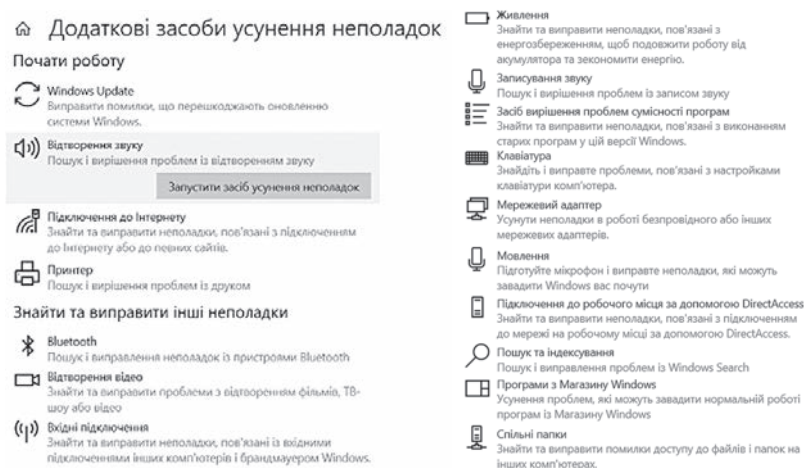 Додаткові засоби усунення неполадок
Почати роботу
Windows Update
Виправити помилки, що перешкоджають оновленню
системи Windows.
Відтворення звуку
Пошук і вирішення проблем із відтворенням звуку
Запустити засіб усунення неполадок
Підключення до Інтернету
Знайти та виправити неполадки, пов'язані з підключенням
до Інтернету або до певних сайтів.
Принтер
Пошук і вирішення проблем із друком
Знайти та виправити інші неполадки
Bluetooth
Пошук і виправлення неполадок із пристроями Bluetooth
Відтворення відео
Знайти та виправити проблеми з відтворенням фільмів, ТВ-
шоу або відео
Вхідні підключення
Знайти та виправити неполадки, пов'язані із вхідними
підключеннями інших комп'ютерів і брандмауером Windows.
Живлення
Знайти та виправити неполадки, пов'язані з
енергозбереженням, щоб подовжити роботу від
акумулятора та зекономити енергію.
Записування звуку
Пошук і вирішення проблем із записом звуку
Засіб вирішення проблем сумісності програм
Знайти та виправити неполадки, пов'язані з виконанням
старих програм у цій версії Windows.
Клавіатура
Знайдіть і виправте проблеми, пов'язані з настройками
клавіатури комп'ютера.
Мережевий адаптер
Усунути неполадки в роботі безпровідного або інших
мережевих адаптерів.
Мовлення
Підготуйте мікрофон і виправте неполадки, які можуть
завадити Windows вас почути
Підключення до робочого місця за допомогою DirectAccess
Знайти та виправити неполадки, пов'язані з підключенням
до мережі на робочому місці за допомогою DirectAccess.
Пошук та індексування
Пошук і виправлення проблем із Windows Search
Програми з Магазину Windows
Усунення проблем, які можуть завадити нормальній роботі
програм із Магазину Windows
Спільні папки
Знайти та виправити помилки доступу до файлів і папок на
інших комп'ютерах.